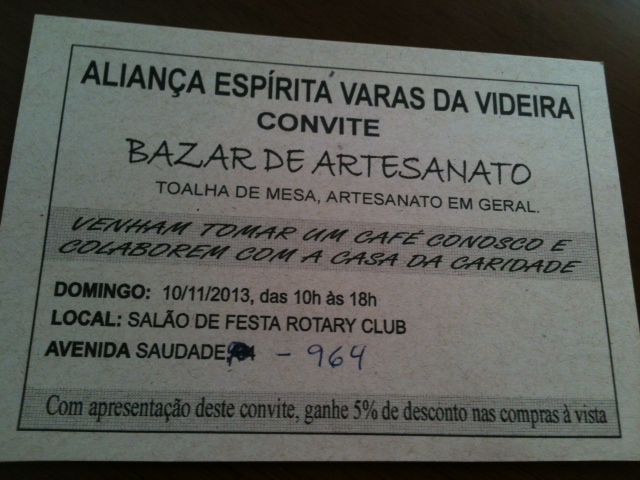 ALIANÇA ESPÍRITA VARAS DA VIDEIRA
CONVITE
BAZAR DE ARTESANATO
TOALHA DE MESA, ARTESANATO EM GERAL.
VENHAM TOMAR UM CAFÉ CONOSCO E
COLABOREM COM A CASA DA CARIDADE
DOMINGO: 10/11/2013, das 10h às 18h
LOCAL: SALÃO DE FESTA ROTARY CLUB
AVENIDA SAUDADE - 964
Com apresentação deste convite, ganhe 5% de desconto nas compras à vista